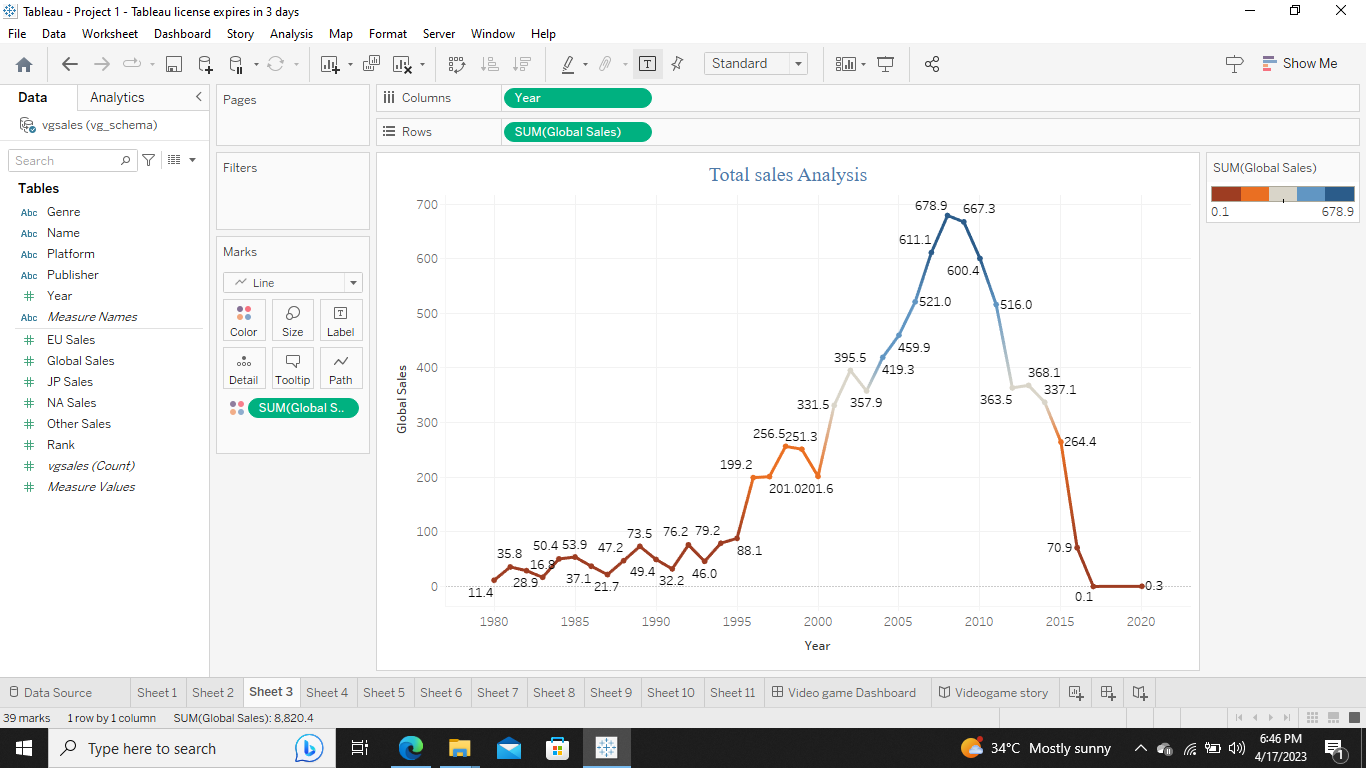 Tableau - Project 1 - Tableau license expires in 3 days
File Data Worksheet Dashboard Story Analysis Map Format Server Window Help
Standard
Show Me
Data Analytics
vgsales (vg_schema)
Search
Tables
Abc Genre
Abc Name
Abc Platform
Abc Publisher
# Year
Abc Measure Names
# EU Sales
# Global Sales
# JP Sales
# NA Sales
# Other Sales
# Rank
# vgsales (Count)
# Measure Values
Pages
Filters
Marks
Line
Color Size Label
Detail Tooltip Path
SUM(Global S..
Columns Year
Rows SUM(Global Sales)
Total sales Analysis
Global Sales
700
600
500
400
300
200
100
0
11.4
35.8
28.9
16.8
50.4
53.9
37.1
21.7
47.2
73.5
49.4
32.2
76.2
46.0
79.2
88.1
199.2
201.0
256.5
251.3
201.6
331.5
395.5
357.9
419.3
459.9
521.0
611.1
678.9
667.3
600.4
516.0
363.5
368.1
337.1
264.4
70.9
0.1
0.3
1980 1985 1990 1995 2000 2005 2010 2015 2020
Year
SUM(Global Sales)
0.1 678.9
Data Source Sheet 1 Sheet 2 Sheet 3 Sheet 4 Sheet 5 Sheet 6 Sheet 7 Sheet 8 Sheet 9 Sheet 10 Sheet 11 Video game Dashboard Videogame story
39 marks 1 row by 1 column SUM(Global Sales): 8,820.4
Type here to search
34°C Mostly sunny
6:46 PM
4/17/2023
1